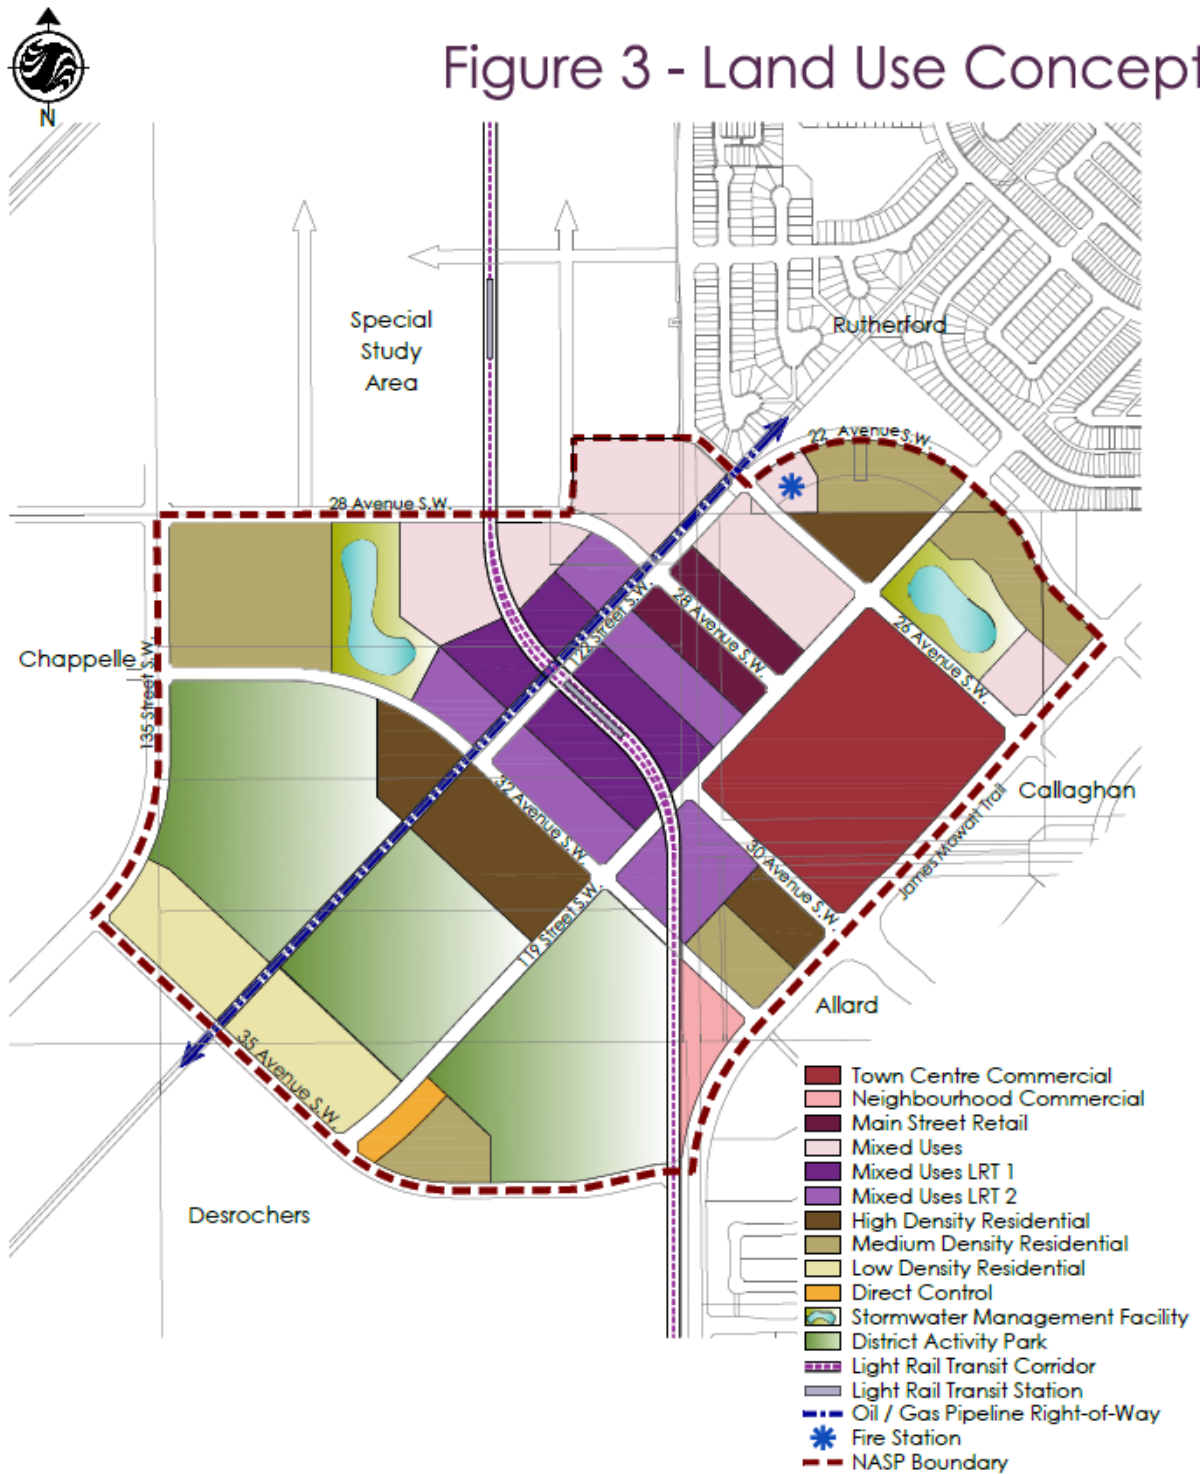 Figure 3 - Land Use Concept
N
Special
Study
Area
Rutherford
22 Avenue S.W.
28 Avenue S.W.
122 Street S.W.
28 Avenue S.W.
26 Avenue S.W.
Chappelle
135 Street S.W.
Callaghan
32 Avenue S.W.
James Mowatt Trail
30 Avenue S.W.
119 Street S.W.
Allard
35 Avenue S.W.
Desrochers
Town Centre Commercial
Neighbourhood Commercial
Main Street Retail
Mixed Uses
Mixed Uses LRT 1
Mixed Uses LRT 2
High Density Residential
Medium Density Residential
Low Density Residential
Direct Control
Stormwater Management Facility
District Activity Park
Light Rail Transit Corridor
Light Rail Transit Station
Oil / Gas Pipeline Right-of-Way
Fire Station
NASP Boundary